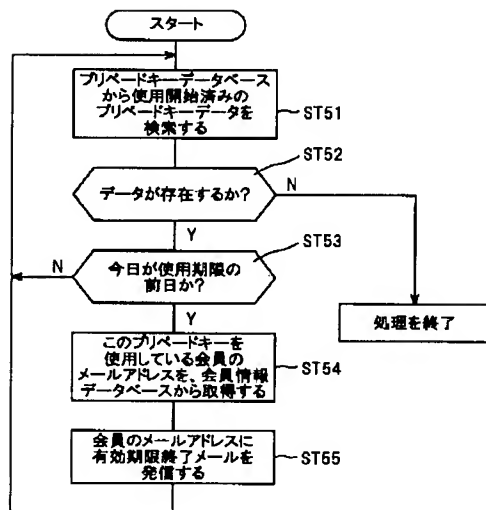 スタート
プリペードキーデータベース
から使用開始済みの
プリペードキーデータを
検索する
ST51
ST52
データが存在するか?
N
Y
ST53
N
今日が使用期限の
前日か?
Y
処理を終了
このプリペードキーを
使用している会員の
メールアドレスを、会員情報
データベースから取得する
ST54
会員のメールアドレスに
有効期限終了メールを
発信する
ST55